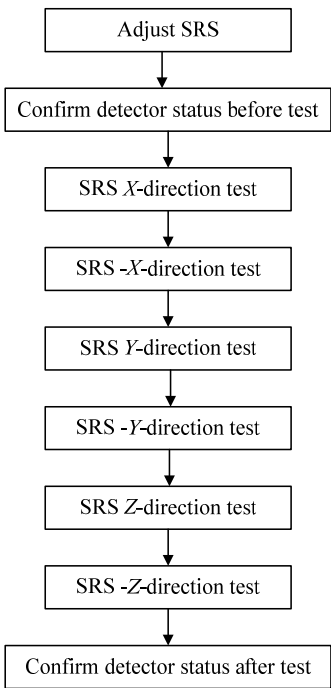 Adjust SRS
Confirm detector status before test
SRS X-direction test
SRS -X-direction test
SRS Y-direction test
SRS -Y-direction test
SRS Z-direction test
SRS -Z-direction test
Confirm detector status after test